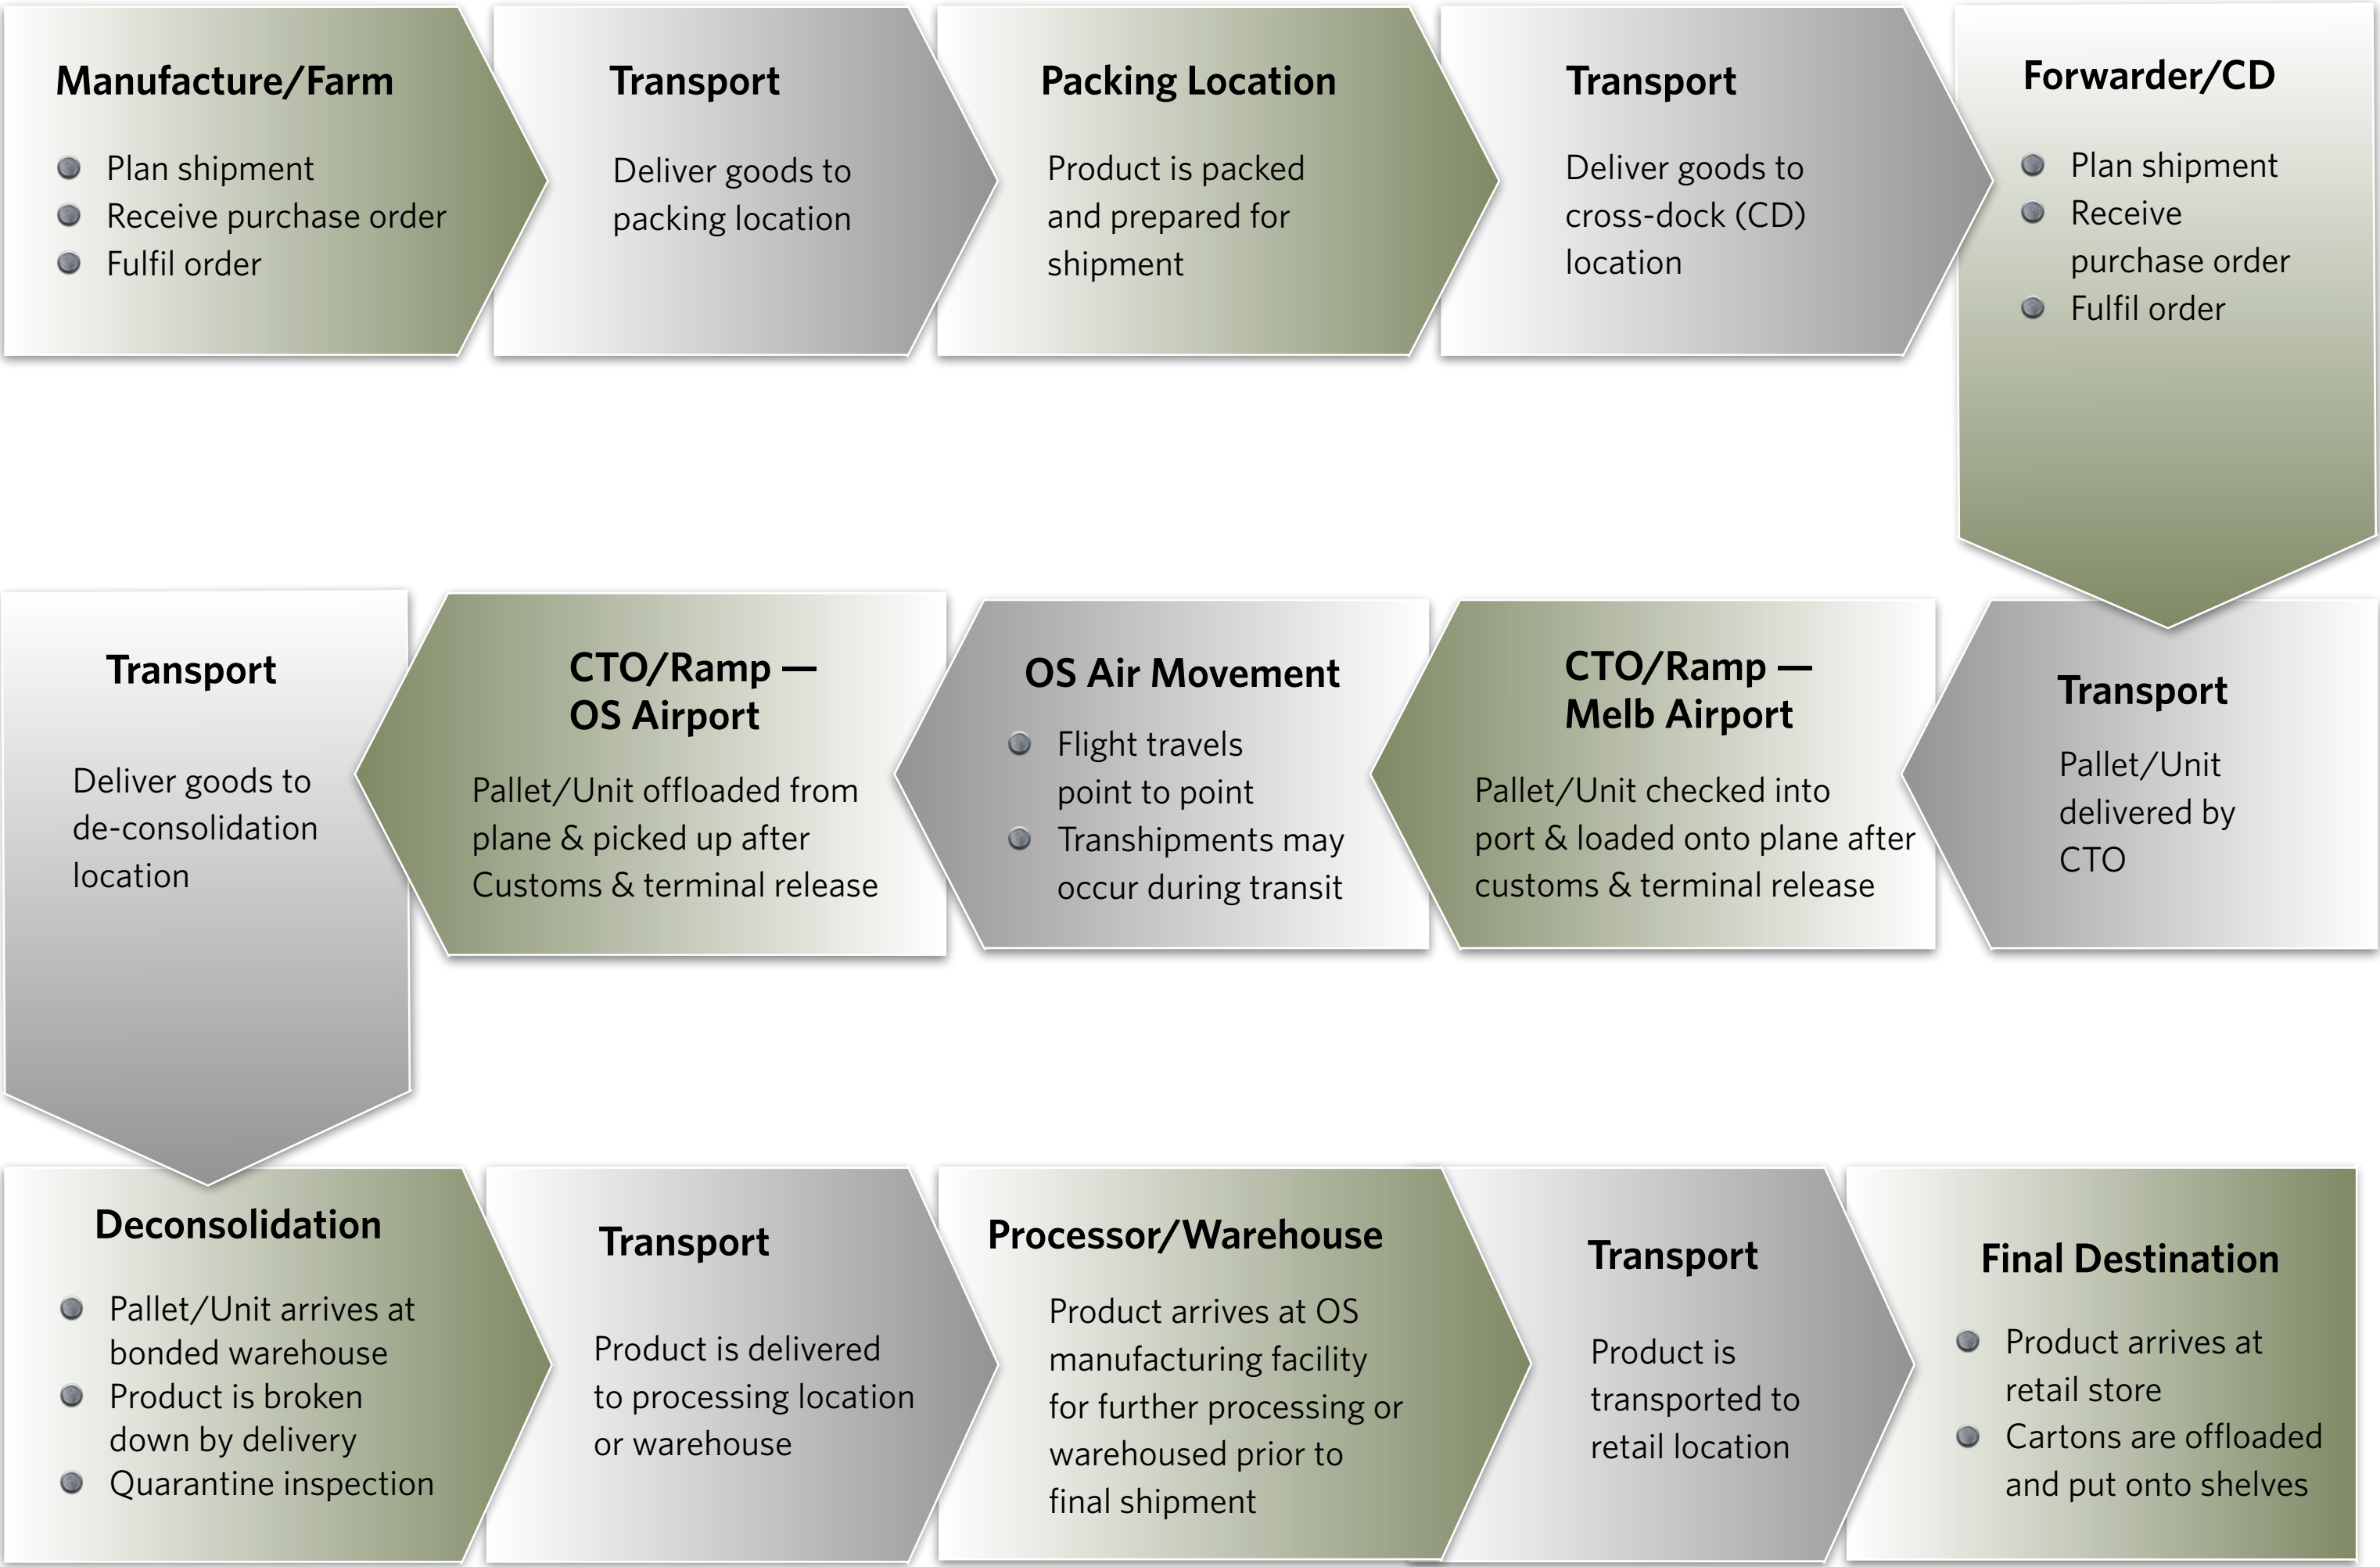 Manufacture/Farm
Plan shipment
Receive purchase order
Fulfil order
Transport
Deliver goods to
packing location
Packing Location
Product is packed
and prepared for
shipment
Transport
Deliver goods to
cross-dock (CD)
location
Forwarder/CD
Plan shipment
Receive
purchase order
Fulfil order
Transport
Pallet/Unit
delivered by
CTO
CTO/Ramp —
Melb Airport
Pallet/Unit checked into
port & loaded onto plane after
customs & terminal release
OS Air Movement
Flight travels
point to point
Transhipments may
occur during transit
CTO/Ramp —
OS Airport
Pallet/Unit offloaded from
plane & picked up after
Customs & terminal release
Transport
Deliver goods to
de-consolidation
location
Deconsolidation
Pallet/Unit arrives at
bonded warehouse
Product is broken
down by delivery
Quarantine inspection
Transport
Product is delivered
to processing location
or warehouse
Processor/Warehouse
Product arrives at OS
manufacturing facility
for further processing or
warehoused prior to
final shipment
Transport
Product is
transported to
retail location
Final Destination
Product arrives at
retail store
Cartons are offloaded
and put onto shelves